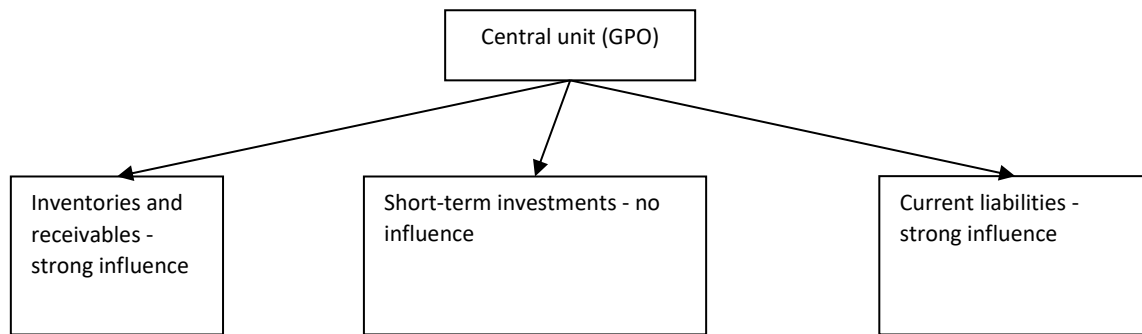 Central unit (GPO)
Inventories and
receivables -
strong influence
Short-term investments - no
influence
Current liabilities -
strong influence